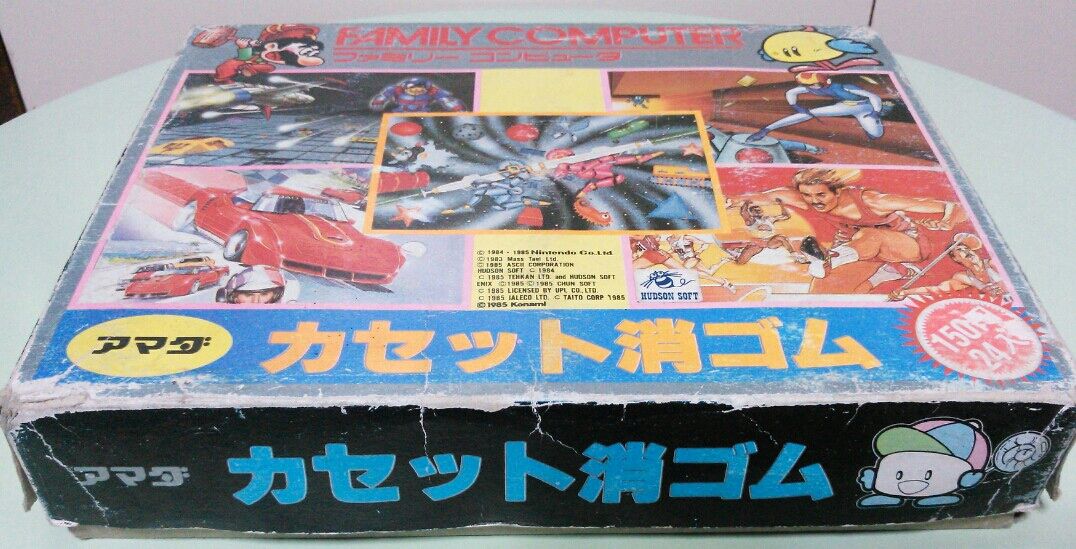 FAMILY COMPUTER
ファミリー コンピュータ
© 1984 - 1985 Nintendo Co., Ltd.
© 1983 Mass Tael Ltd.
© 1985 ASCII CORPORATION
HUDSON SOFT © 1984
© 1985 TEHKAN LTD. and HUDSON SOFT
ENIX © 1985 © 1985 CHUN SOFT
© 1985 LICENSED BY UPL CO., LTD.
© 1985 JALECO LTD. © TAITO CORP 1985
© 1985 Konami
HUDSON SOFT
アマダ
カセット消ゴム
150円
24入
アマダ
カセット消ゴム